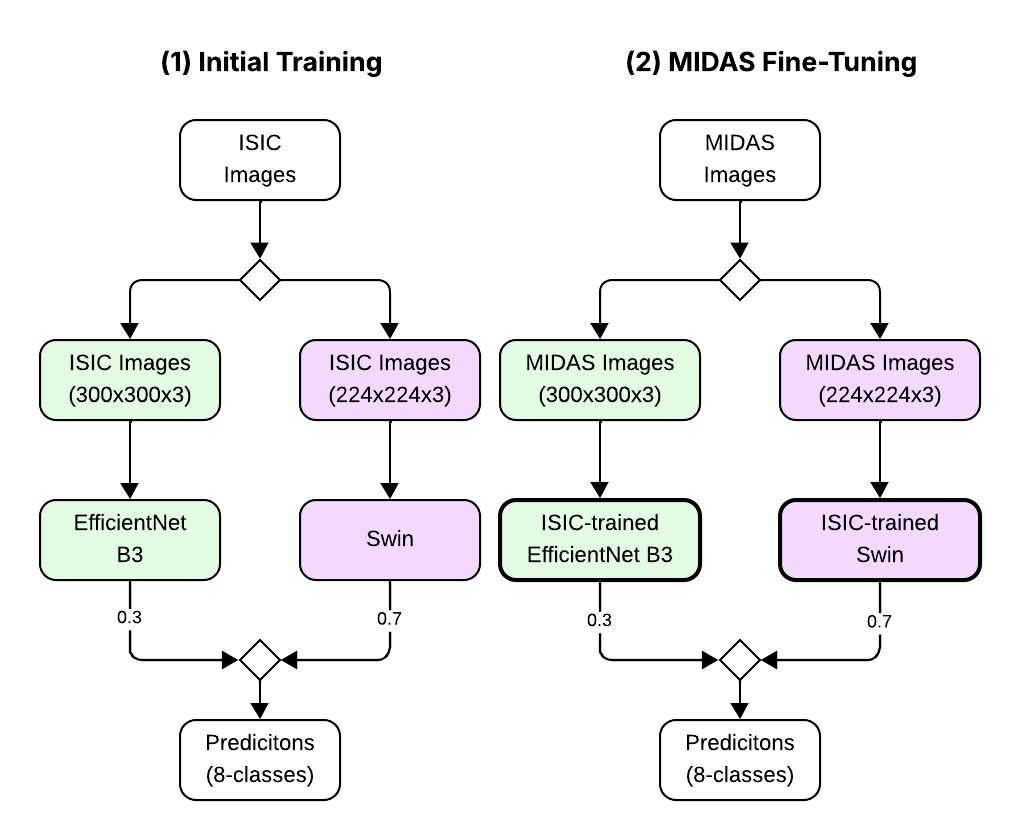 (1) Initial Training
ISIC
Images
ISIC Images
(300x300x3)
ISIC Images
(224x224x3)
EfficientNet
B3
Swin
0.3
0.7
Predicitons
(8-classes)
(2) MIDAS Fine-Tuning
MIDAS
Images
MIDAS Images
(300x300x3)
MIDAS Images
(224x224x3)
ISIC-trained
EfficientNet B3
ISIC-trained
Swin
0.3
0.7
Predicitons
(8-classes)